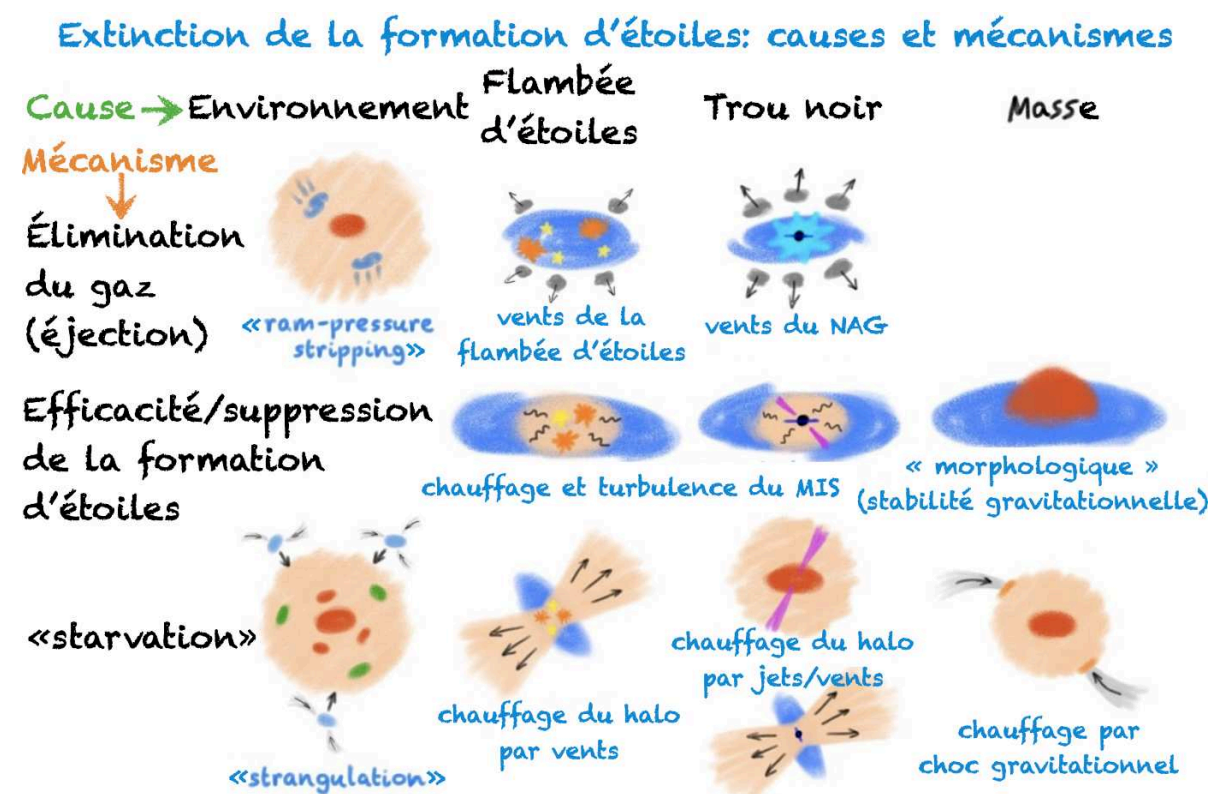 Extinction de la formation d'étoiles: causes et mécanismes
Cause → Environnement
Flambée
d'étoiles
Trou noir
Masse
Mécanisme
Élimination
du gaz
(éjection)
«ram-pressure
stripping»
vents de la
flambée d'étoiles
vents du NAG
Efficacité/suppression
de la formation
d'étoiles
chauffage et turbulence du MIS
« morphologique »
(stabilité gravitationnelle)
«starvation»
«strangulation»
chauffage du halo
par vents
chauffage du halo
par jets/vents
chauffage par
choc gravitationnel